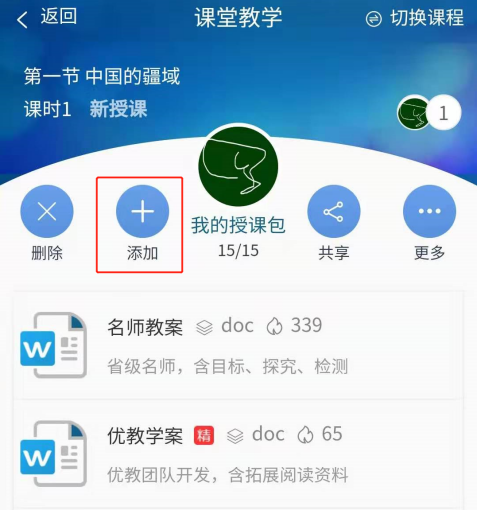 返回 课堂教学 切换课程
第一节 中国的疆域
课时1 新授课 1
我的授课包
15/15
删除 添加 共享 更多
名师教案 doc 339
省级名师，含目标、探究、检测
优教学案 精 doc 65
优教团队开发，含拓展阅读资料